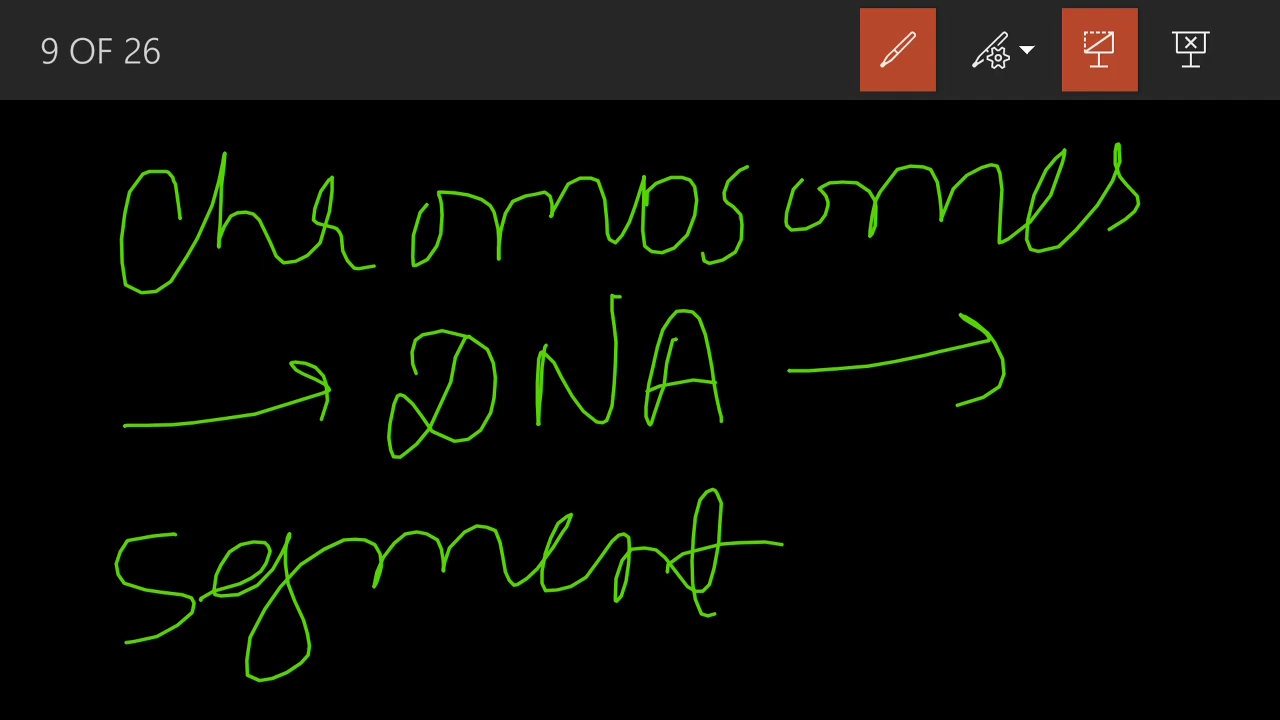 9 OF 26
Chromosomes
→ DNA →
segment